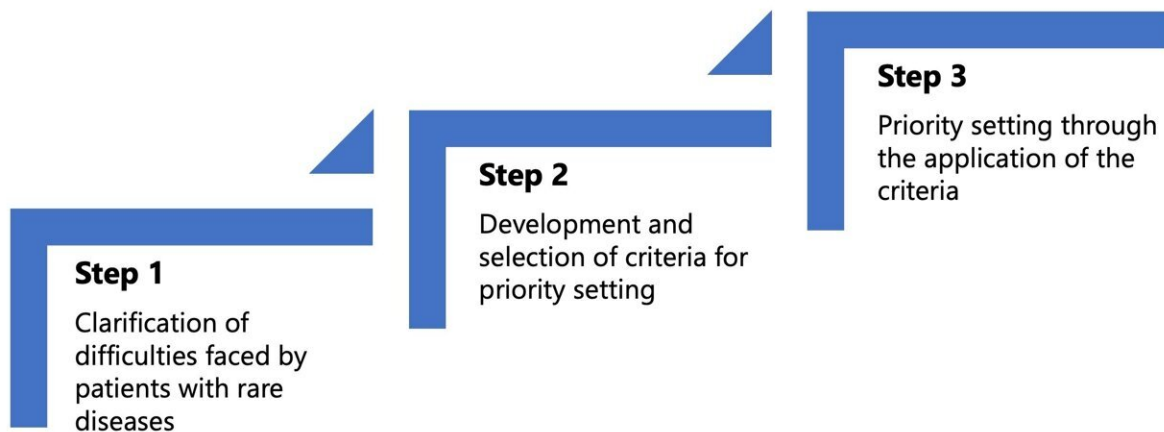 Step 1
Clarification of
difficulties faced by
patients with rare
diseases
Step 2
Development and
selection of criteria for
priority setting
Step 3
Priority setting through
the application of the
criteria